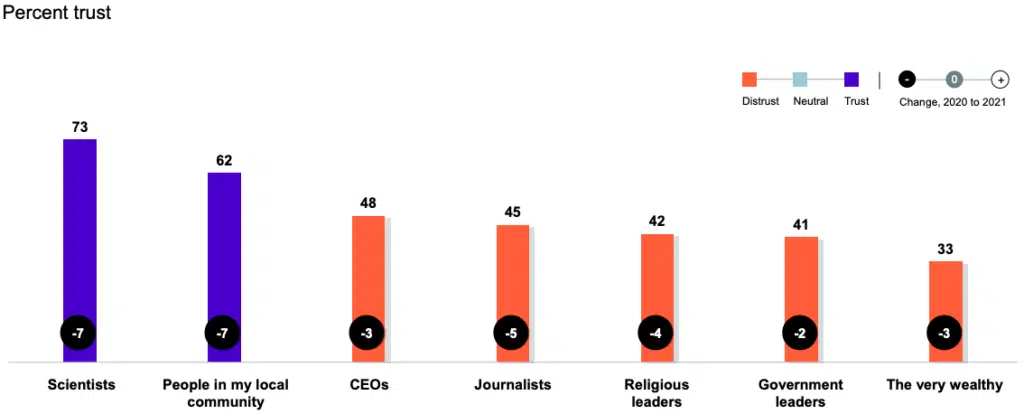 Percent trust
- 0 +
Distrust Neutral Trust Change, 2020 to 2021
73
62
48
45
42
41
33
-7 -7 -3 -5 -4 -2 -3
Scientists
People in my local
community
CEOs
Journalists
Religious
leaders
Government
leaders
The very wealthy